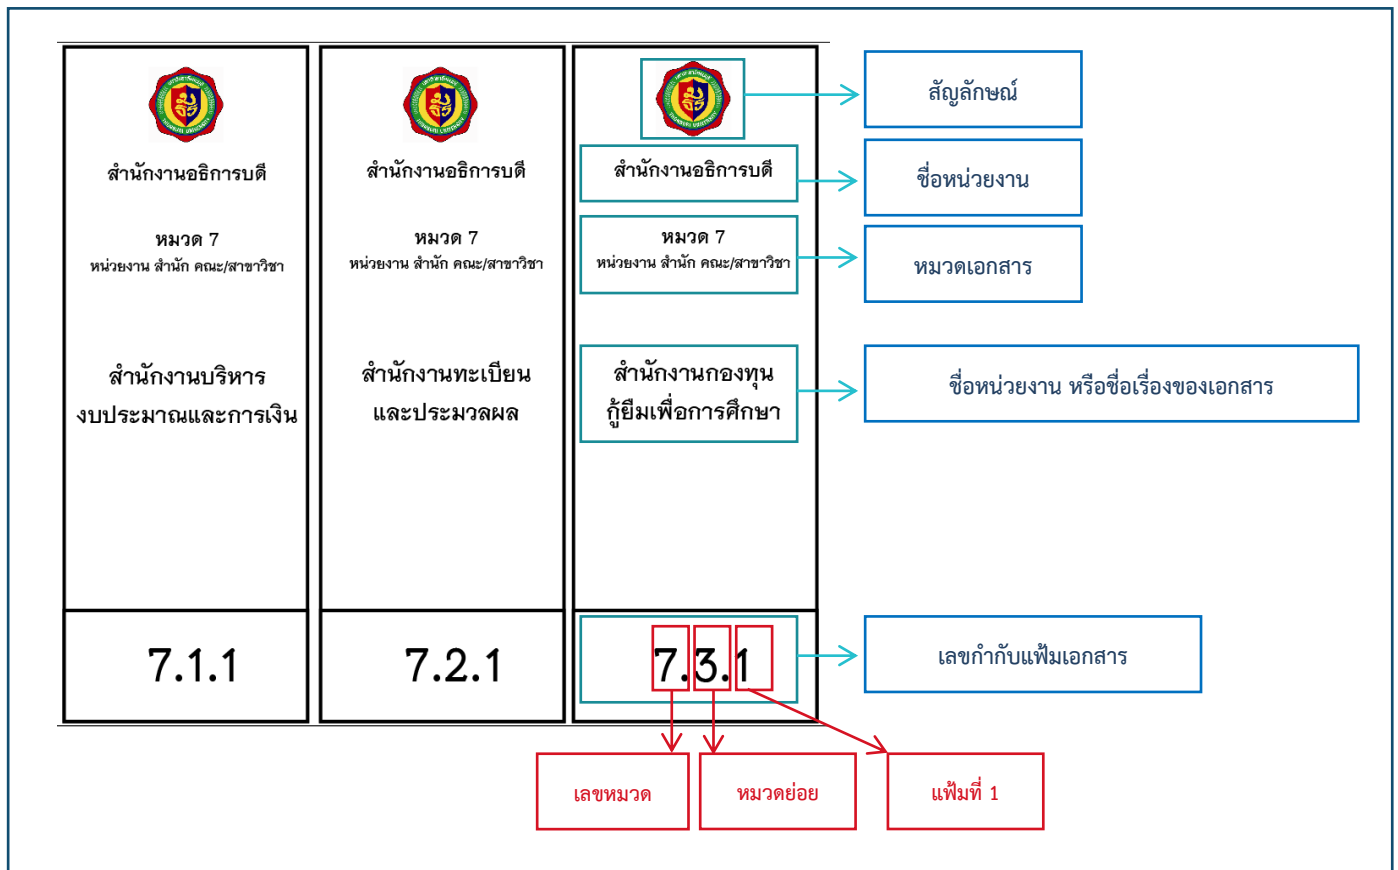 สำนักงานอธิการบดี
หมวด 7
หน่วยงาน สำนัก คณะ/สาขาวิชา
สำนักงานบริหาร
งบประมาณและการเงิน
7.1.1
สำนักงานอธิการบดี
หมวด 7
หน่วยงาน สำนัก คณะ/สาขาวิชา
สำนักงานทะเบียน
และประมวลผล
7.2.1
สำนักงานอธิการบดี
หมวด 7
หน่วยงาน สำนัก คณะ/สาขาวิชา
สำนักงานกองทุน
กู้ยืมเพื่อการศึกษา
7.3.1
สัญลักษณ์
ชื่อหน่วยงาน
หมวดเอกสาร
ชื่อหน่วยงาน หรือชื่อเรื่องของเอกสาร
เลขกำกับแฟ้มเอกสาร
เลขหมวด
หมวดย่อย
แฟ้มที่ 1